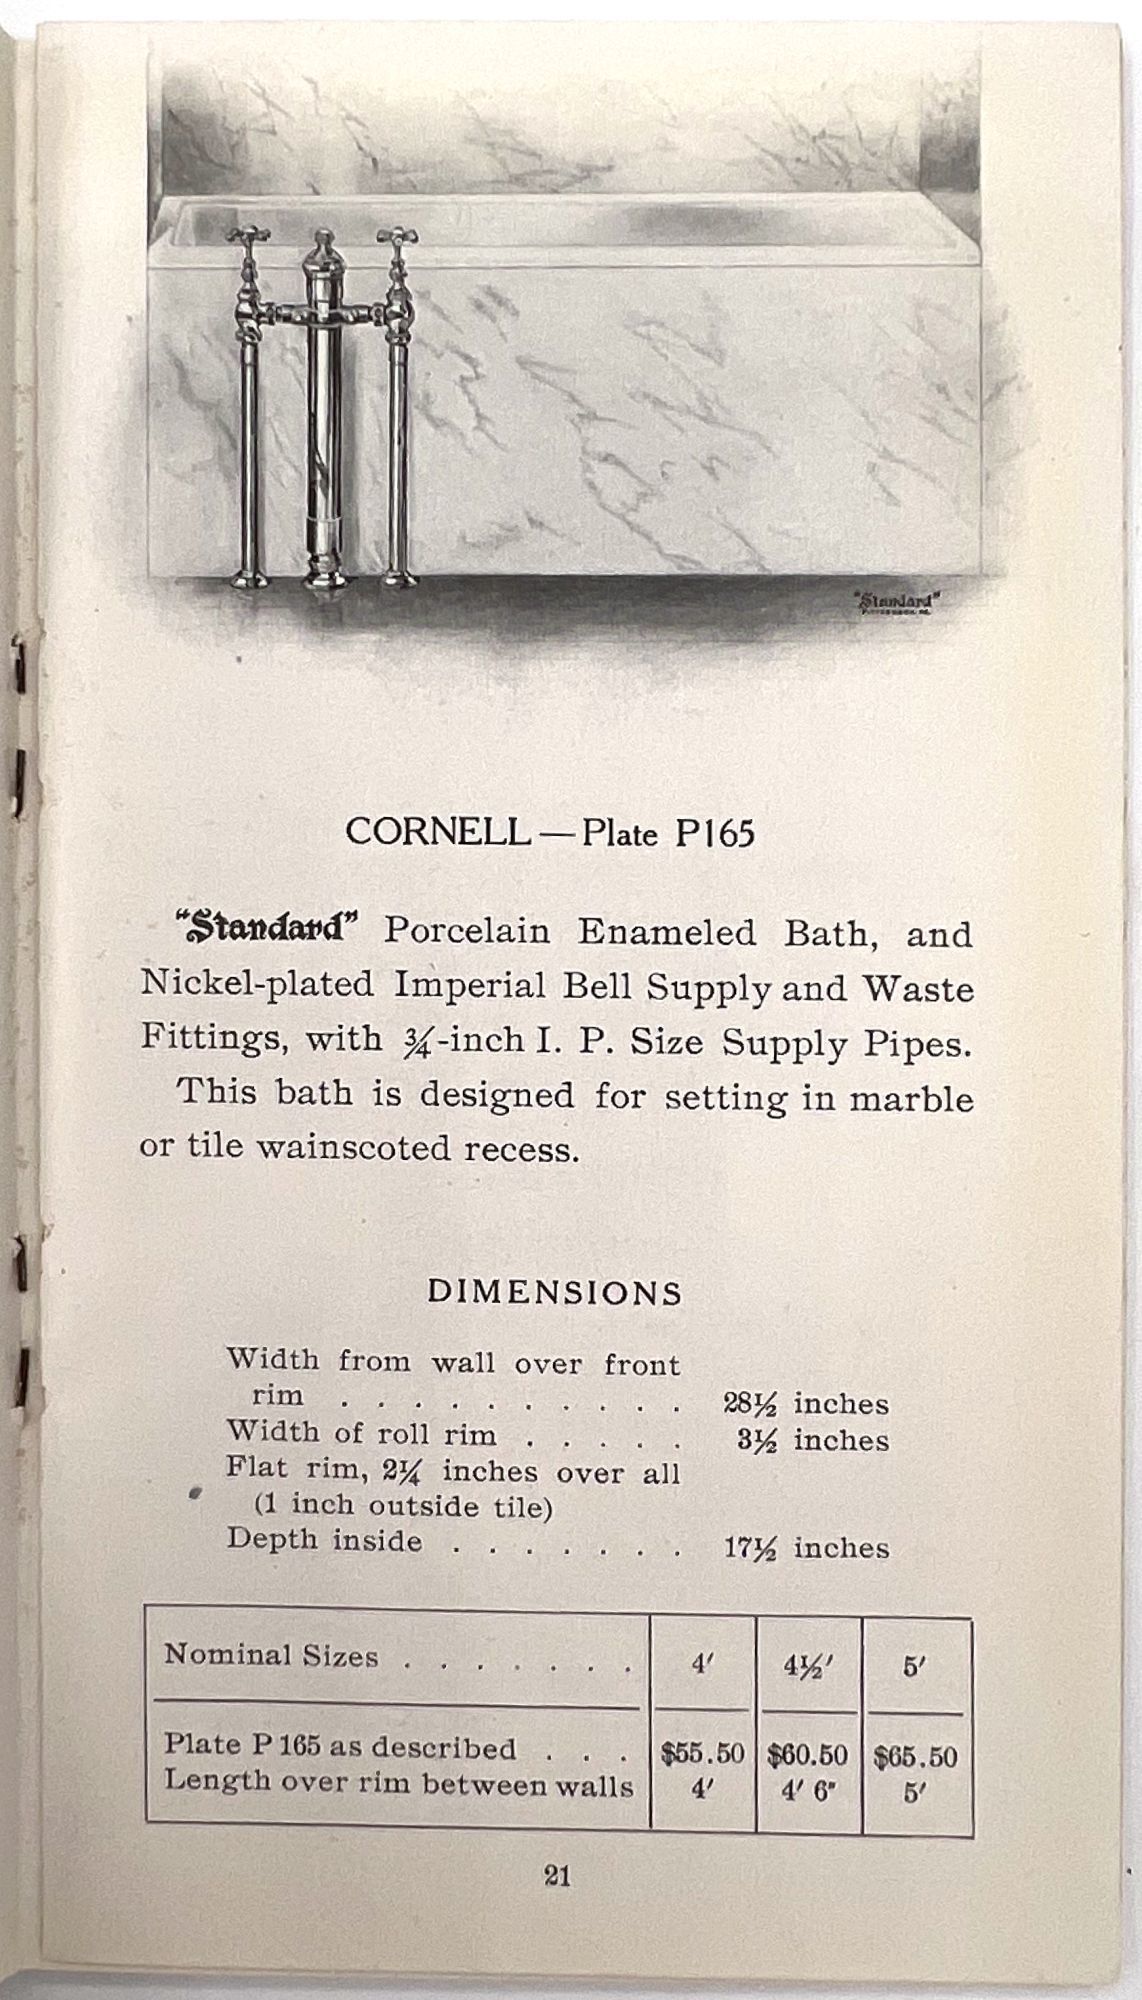 "Standard"
CORNELL — Plate P165
"Standard" Porcelain Enameled Bath, and
Nickel-plated Imperial Bell Supply and Waste
Fittings, with ¾-inch I. P. Size Supply Pipes.
This bath is designed for setting in marble
or tile wainscoted recess.
DIMENSIONS
Width from wall over front
rim . . . . . . . . . . 28½ inches
Width of roll rim . . . . . 3½ inches
Flat rim, 2¼ inches over all
(1 inch outside tile)
Depth inside . . . . . . . 17½ inches
Nominal Sizes . . . . . . . 4′ 4½′ 5′
Plate P 165 as described . . . $55.50 $60.50 $65.50
Length over rim between walls 4′ 4′ 6″ 5′
21